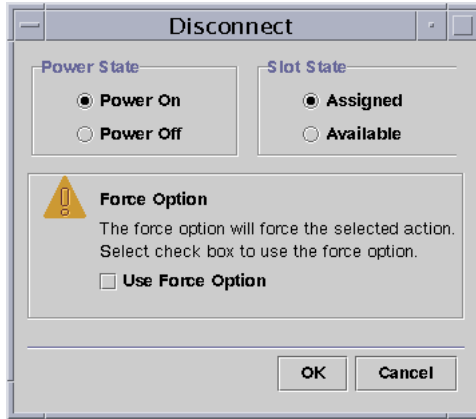 Disconnect
Power State
Power On
Power Off
Slot State
Assigned
Available
Force Option
The force option will force the selected action.
Select check box to use the force option.
Use Force Option
OK
Cancel